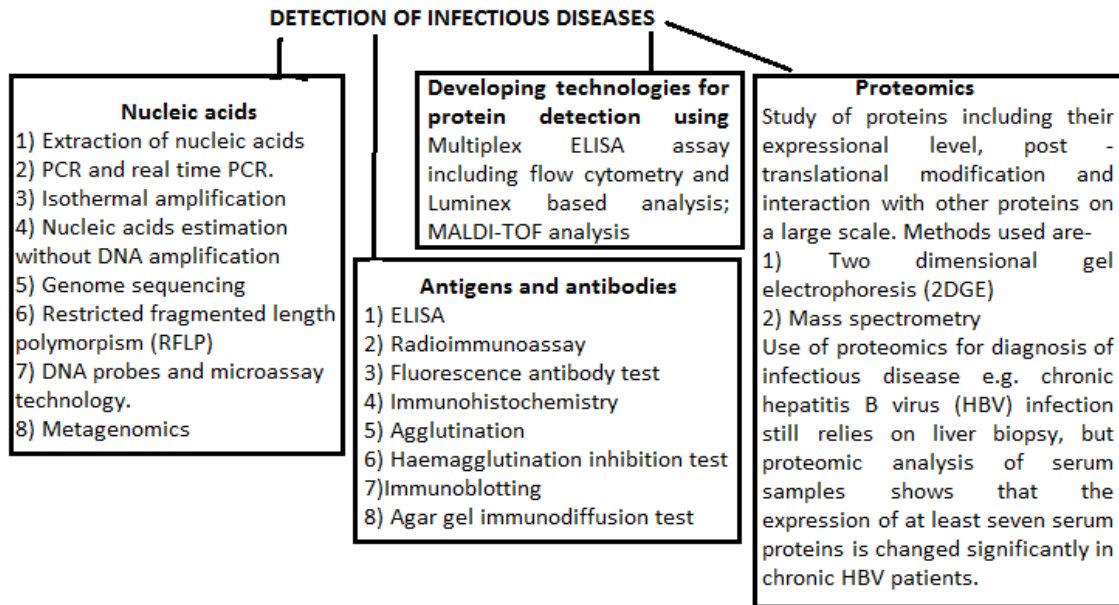 DETECTION OF INFECTIOUS DISEASES
Nucleic acids
1) Extraction of nucleic acids
2) PCR and real time PCR.
3) Isothermal amplification
4) Nucleic acids estimation
without DNA amplification
5) Genome sequencing
6) Restricted fragmented length
polymorpism (RFLP)
7) DNA probes and microassay
technology.
8) Metagenomics
Antigens and antibodies
1) ELISA
2) Radioimmunoassay
3) Fluorescence antibody test
4) Immunohistochemistry
5) Agglutination
6) Haemagglutination inhibition test
7)Immunoblotting
8) Agar gel immunodiffusion test
Developing technologies for
protein detection using
Multiplex ELISA assay
including flow cytometry and
Luminex based analysis;
MALDI-TOF analysis
Proteomics
Study of proteins including their
expressional level, post -
translational modification and
interaction with other proteins on
a large scale. Methods used are-
1) Two dimensional gel
electrophoresis (2DGE)
2) Mass spectrometry
Use of proteomics for diagnosis of
infectious disease e.g. chronic
hepatitis B virus (HBV) infection
still relies on liver biopsy, but
proteomic analysis of serum
samples shows that the
expression of at least seven serum
proteins is changed significantly in
chronic HBV patients.